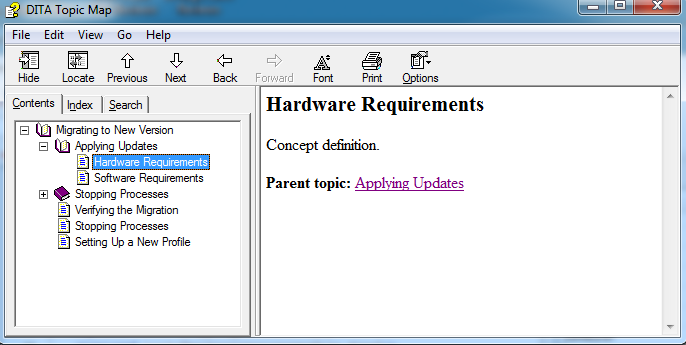 DITA Topic Map
File Edit View Go Help
Hide Locate Previous Next Back Forward Font Print Options
Contents Index Search
Migrating to New Version
Applying Updates
Hardware Requirements
Software Requirements
Stopping Processes
Verifying the Migration
Stopping Processes
Setting Up a New Profile
Hardware Requirements
Concept definition.
Parent topic: Applying Updates